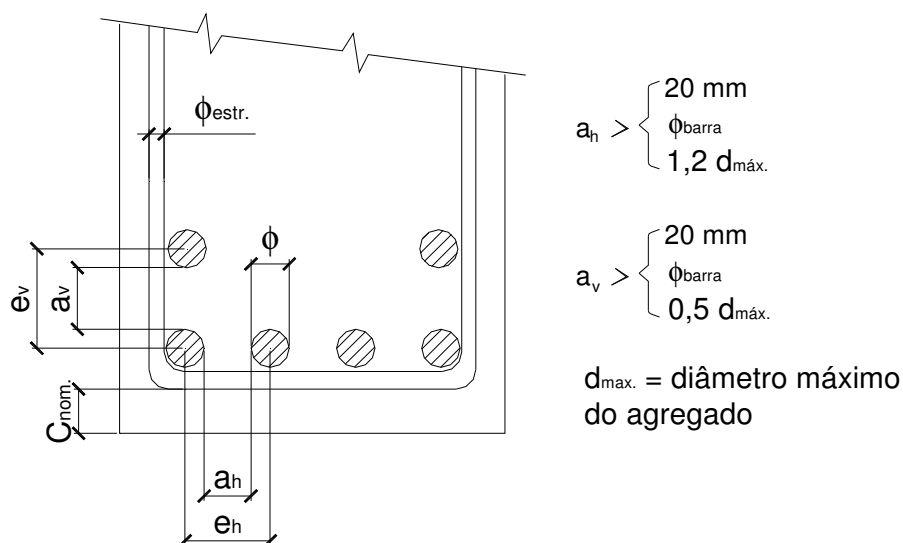 ϕestr.
ϕ
ev
av
Cnom.
ah
eh
ah > { 20 mm
ϕbarra
1,2 dmáx.
av > { 20 mm
ϕbarra
0,5 dmáx.
dmax. = diâmetro máximo
do agregado